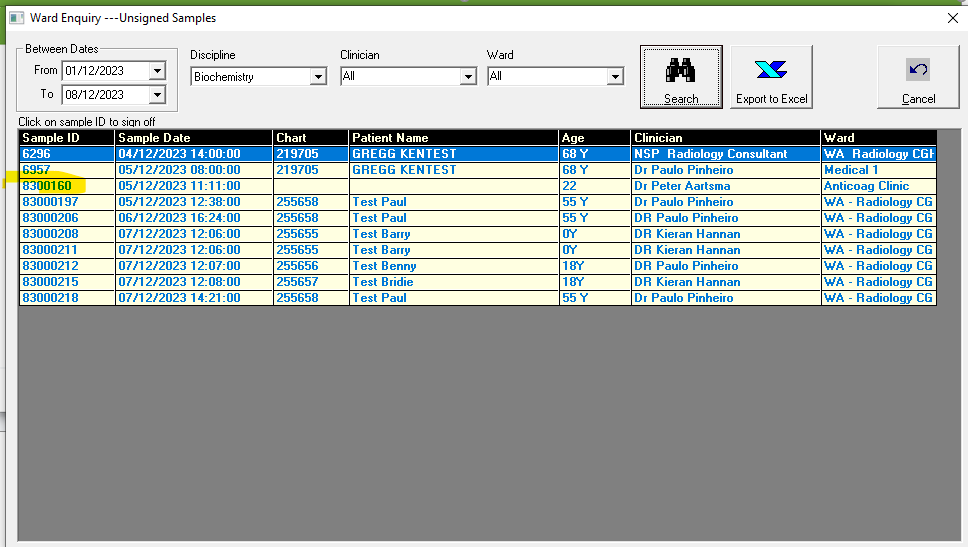 Ward Enquiry ---Unsigned Samples
Between Dates
From 01/12/2023
To 08/12/2023
Discipline
Biochemistry
Clinician
All
Ward
All
Search
Export to Excel
Cancel
Click on sample ID to sign off
Sample ID Sample Date Chart Patient Name Age Clinician Ward
6296 04/12/2023 14:00:00 219705 GREGG KENTEST 68 Y NSP Radiology Consultant WA Radiology CGH
6957 05/12/2023 08:00:00 219705 GREGG KENTEST 68 Y Dr Paulo Pinheiro Medical 1
8300160 05/12/2023 11:11:00 22 Dr Peter Aartsma Anticoag Clinic
83000197 05/12/2023 12:38:00 255658 Test Paul 55 Y Dr Paulo Pinheiro WA - Radiology CG
83000206 06/12/2023 16:24:00 255658 Test Paul 55 Y DR Paulo Pinheiro WA - Radiology CG
83000208 07/12/2023 12:06:00 255655 Test Barry 0Y DR Kieran Hannan WA - Radiology CG
83000211 07/12/2023 12:06:00 255655 Test Barry 0Y DR Kieran Hannan WA - Radiology CG
83000212 07/12/2023 12:07:00 255656 Test Benny 18Y DR Paulo Pinheiro WA - Radiology CG
83000215 07/12/2023 12:08:00 255657 Test Bridie 18Y DR Kieran Hannan WA - Radiology CG
83000218 07/12/2023 14:21:00 255658 Test Paul 55 Y Dr Paulo Pinheiro WA - Radiology CG